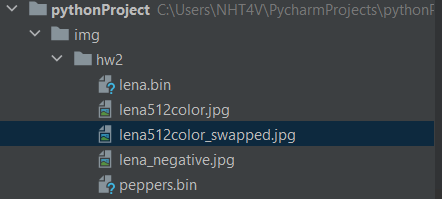 pythonProject C:\Users\NHT4V\PycharmProjects\pythonP
img
hw2
lena.bin
lena512color.jpg
lena512color_swapped.jpg
lena_negative.jpg
peppers.bin